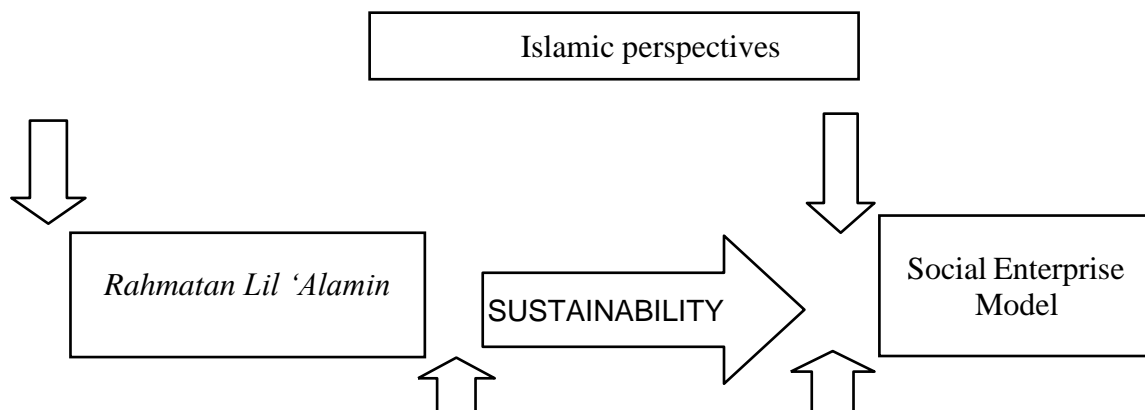 Islamic perspectives
Rahmatan Lil ‘Alamin
SUSTAINABILITY
Social Enterprise
Model